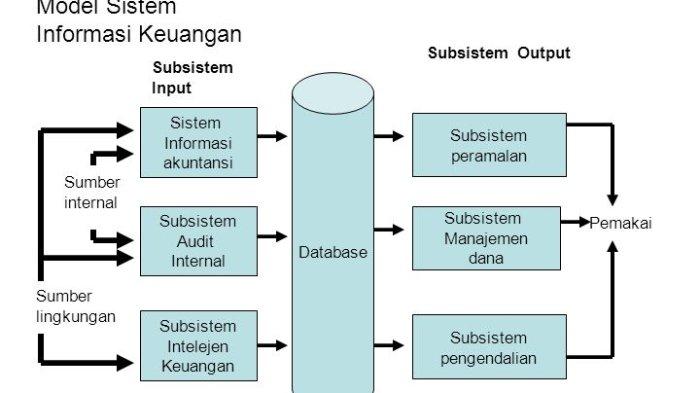 Model Sistem
Informasi Keuangan
Subsistem
Input
Subsistem Output
Sistem
Informasi
akuntansi
Sumber
internal
Subsistem
Audit
Internal
Sumber
lingkungan
Subsistem
Intelejen
Keuangan
Database
Subsistem
peramalan
Subsistem
Manajemen
dana
Subsistem
pengendalian
Pemakai